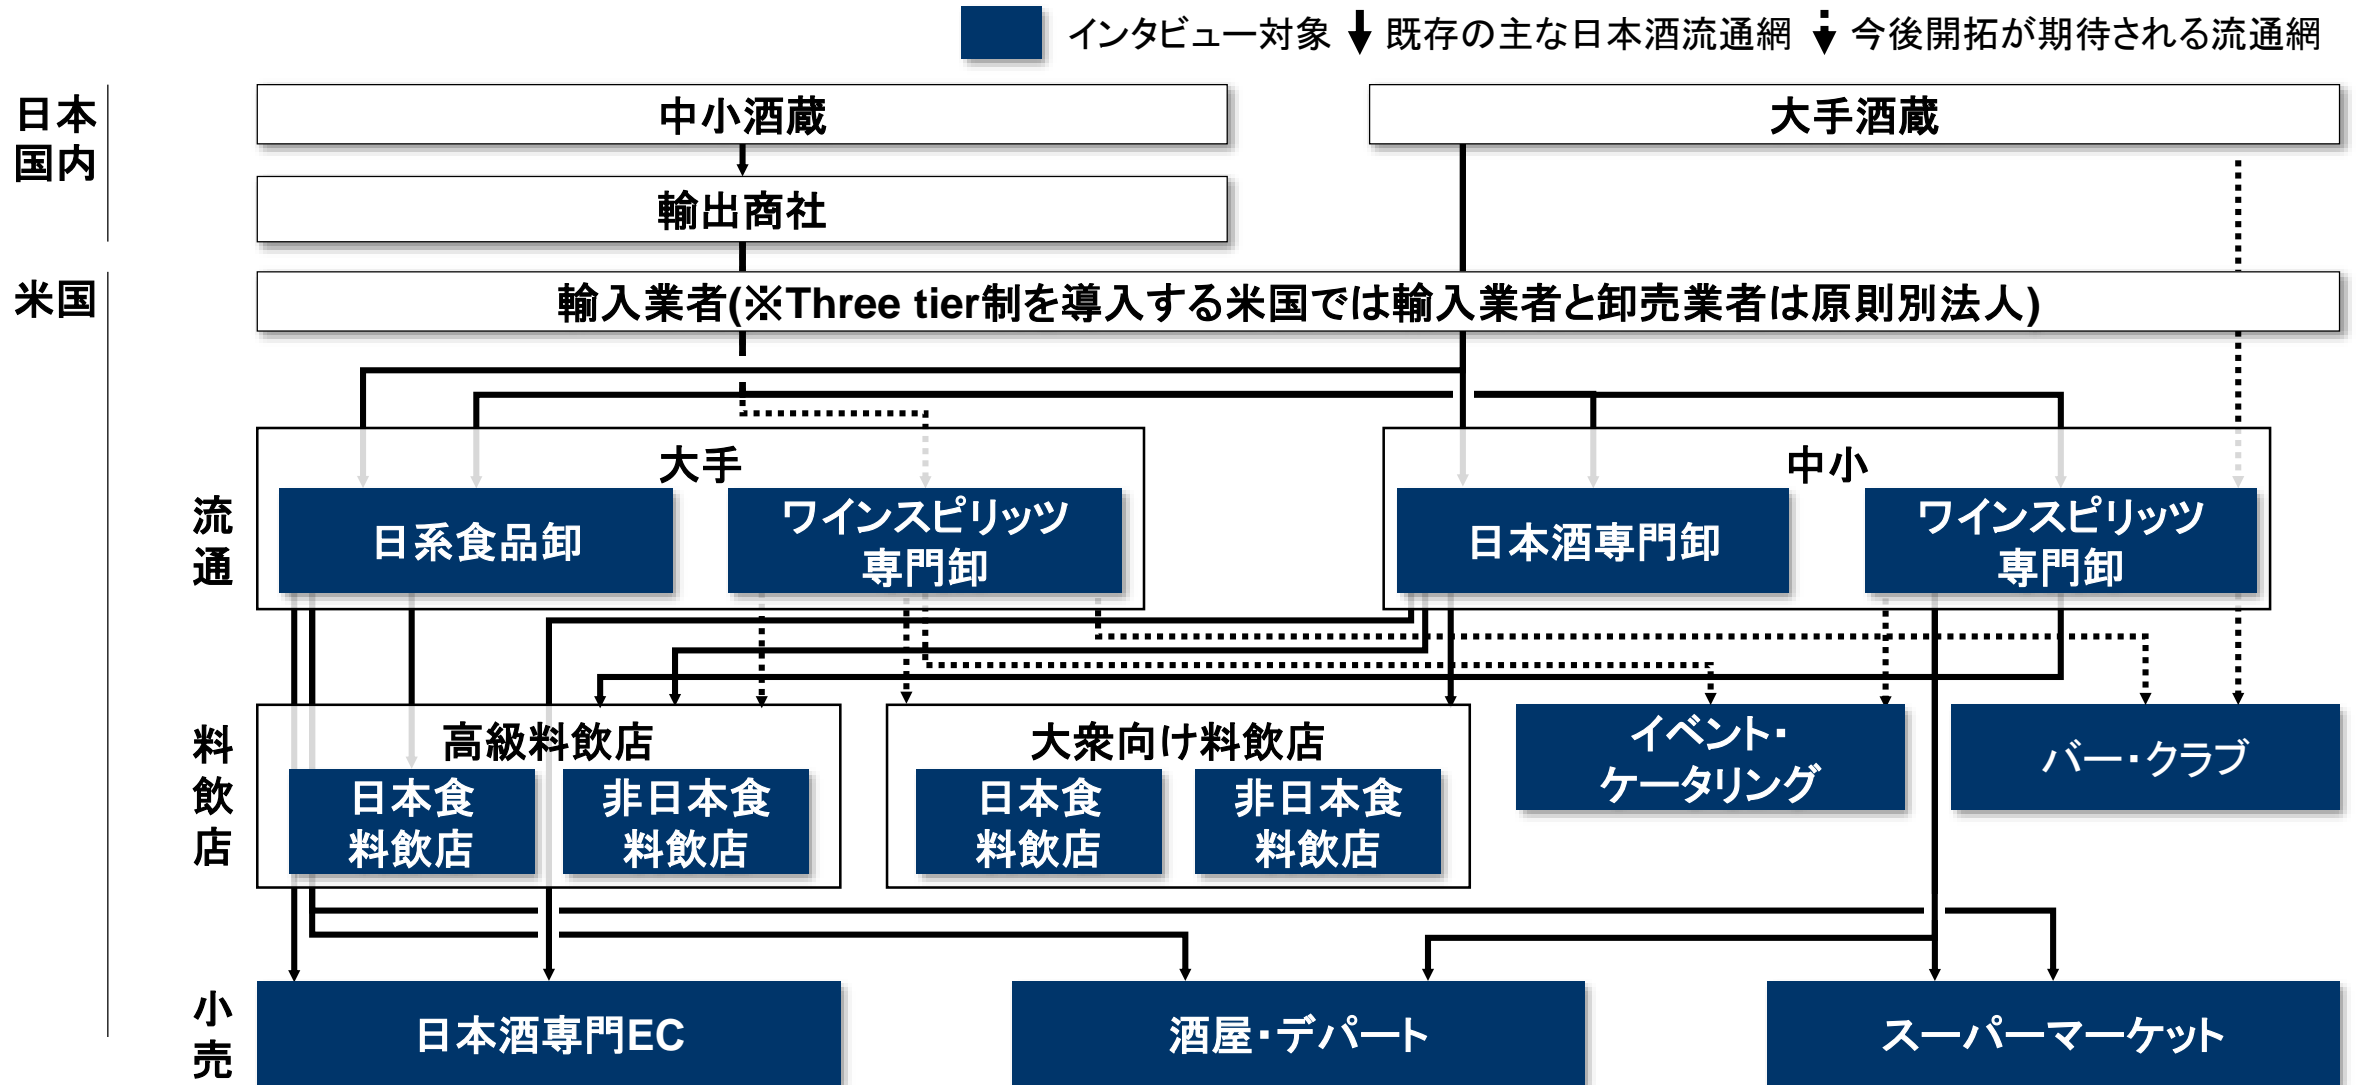 インタビュー対象 既存の主な日本酒流通網 今後開拓が期待される流通網
日本
国内
中小酒蔵
大手酒蔵
輸出商社
米国
輸入業者(※Three tier制を導入する米国では輸入業者と卸売業者は原則別法人)
流通
大手
日系食品卸
ワインスピリッツ
専門卸
中小
日本酒専門卸
ワインスピリッツ
専門卸
料飲店
高級料飲店
日本食
料飲店
非日本食
料飲店
大衆向け料飲店
日本食
料飲店
非日本食
料飲店
イベント・
ケータリング
バー・クラブ
小売
日本酒専門EC
酒屋・デパート
スーパーマーケット